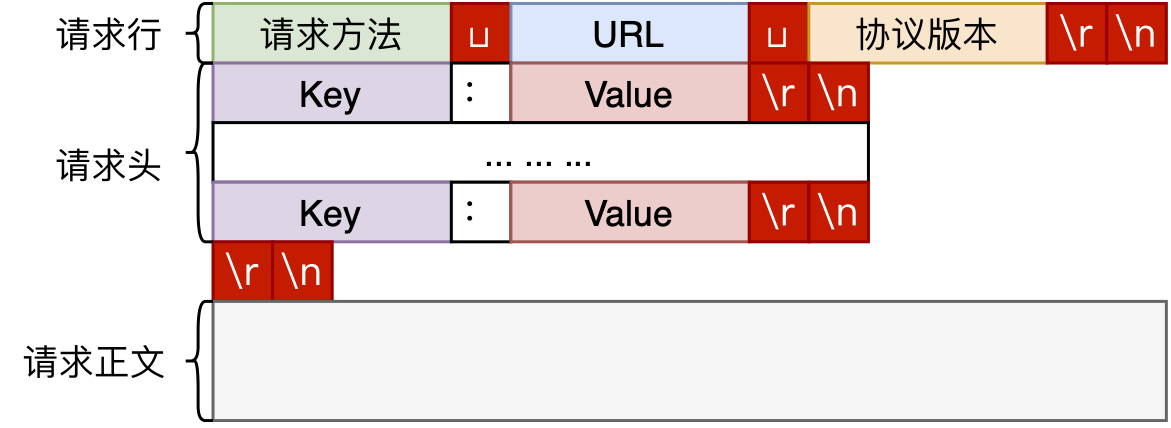 请求行 请求方法 ⊔ URL ⊔ 协议版本 \r \n
Key : Value \r \n
请求头 ... ... ...
Key : Value \r \n
\r \n
请求正文